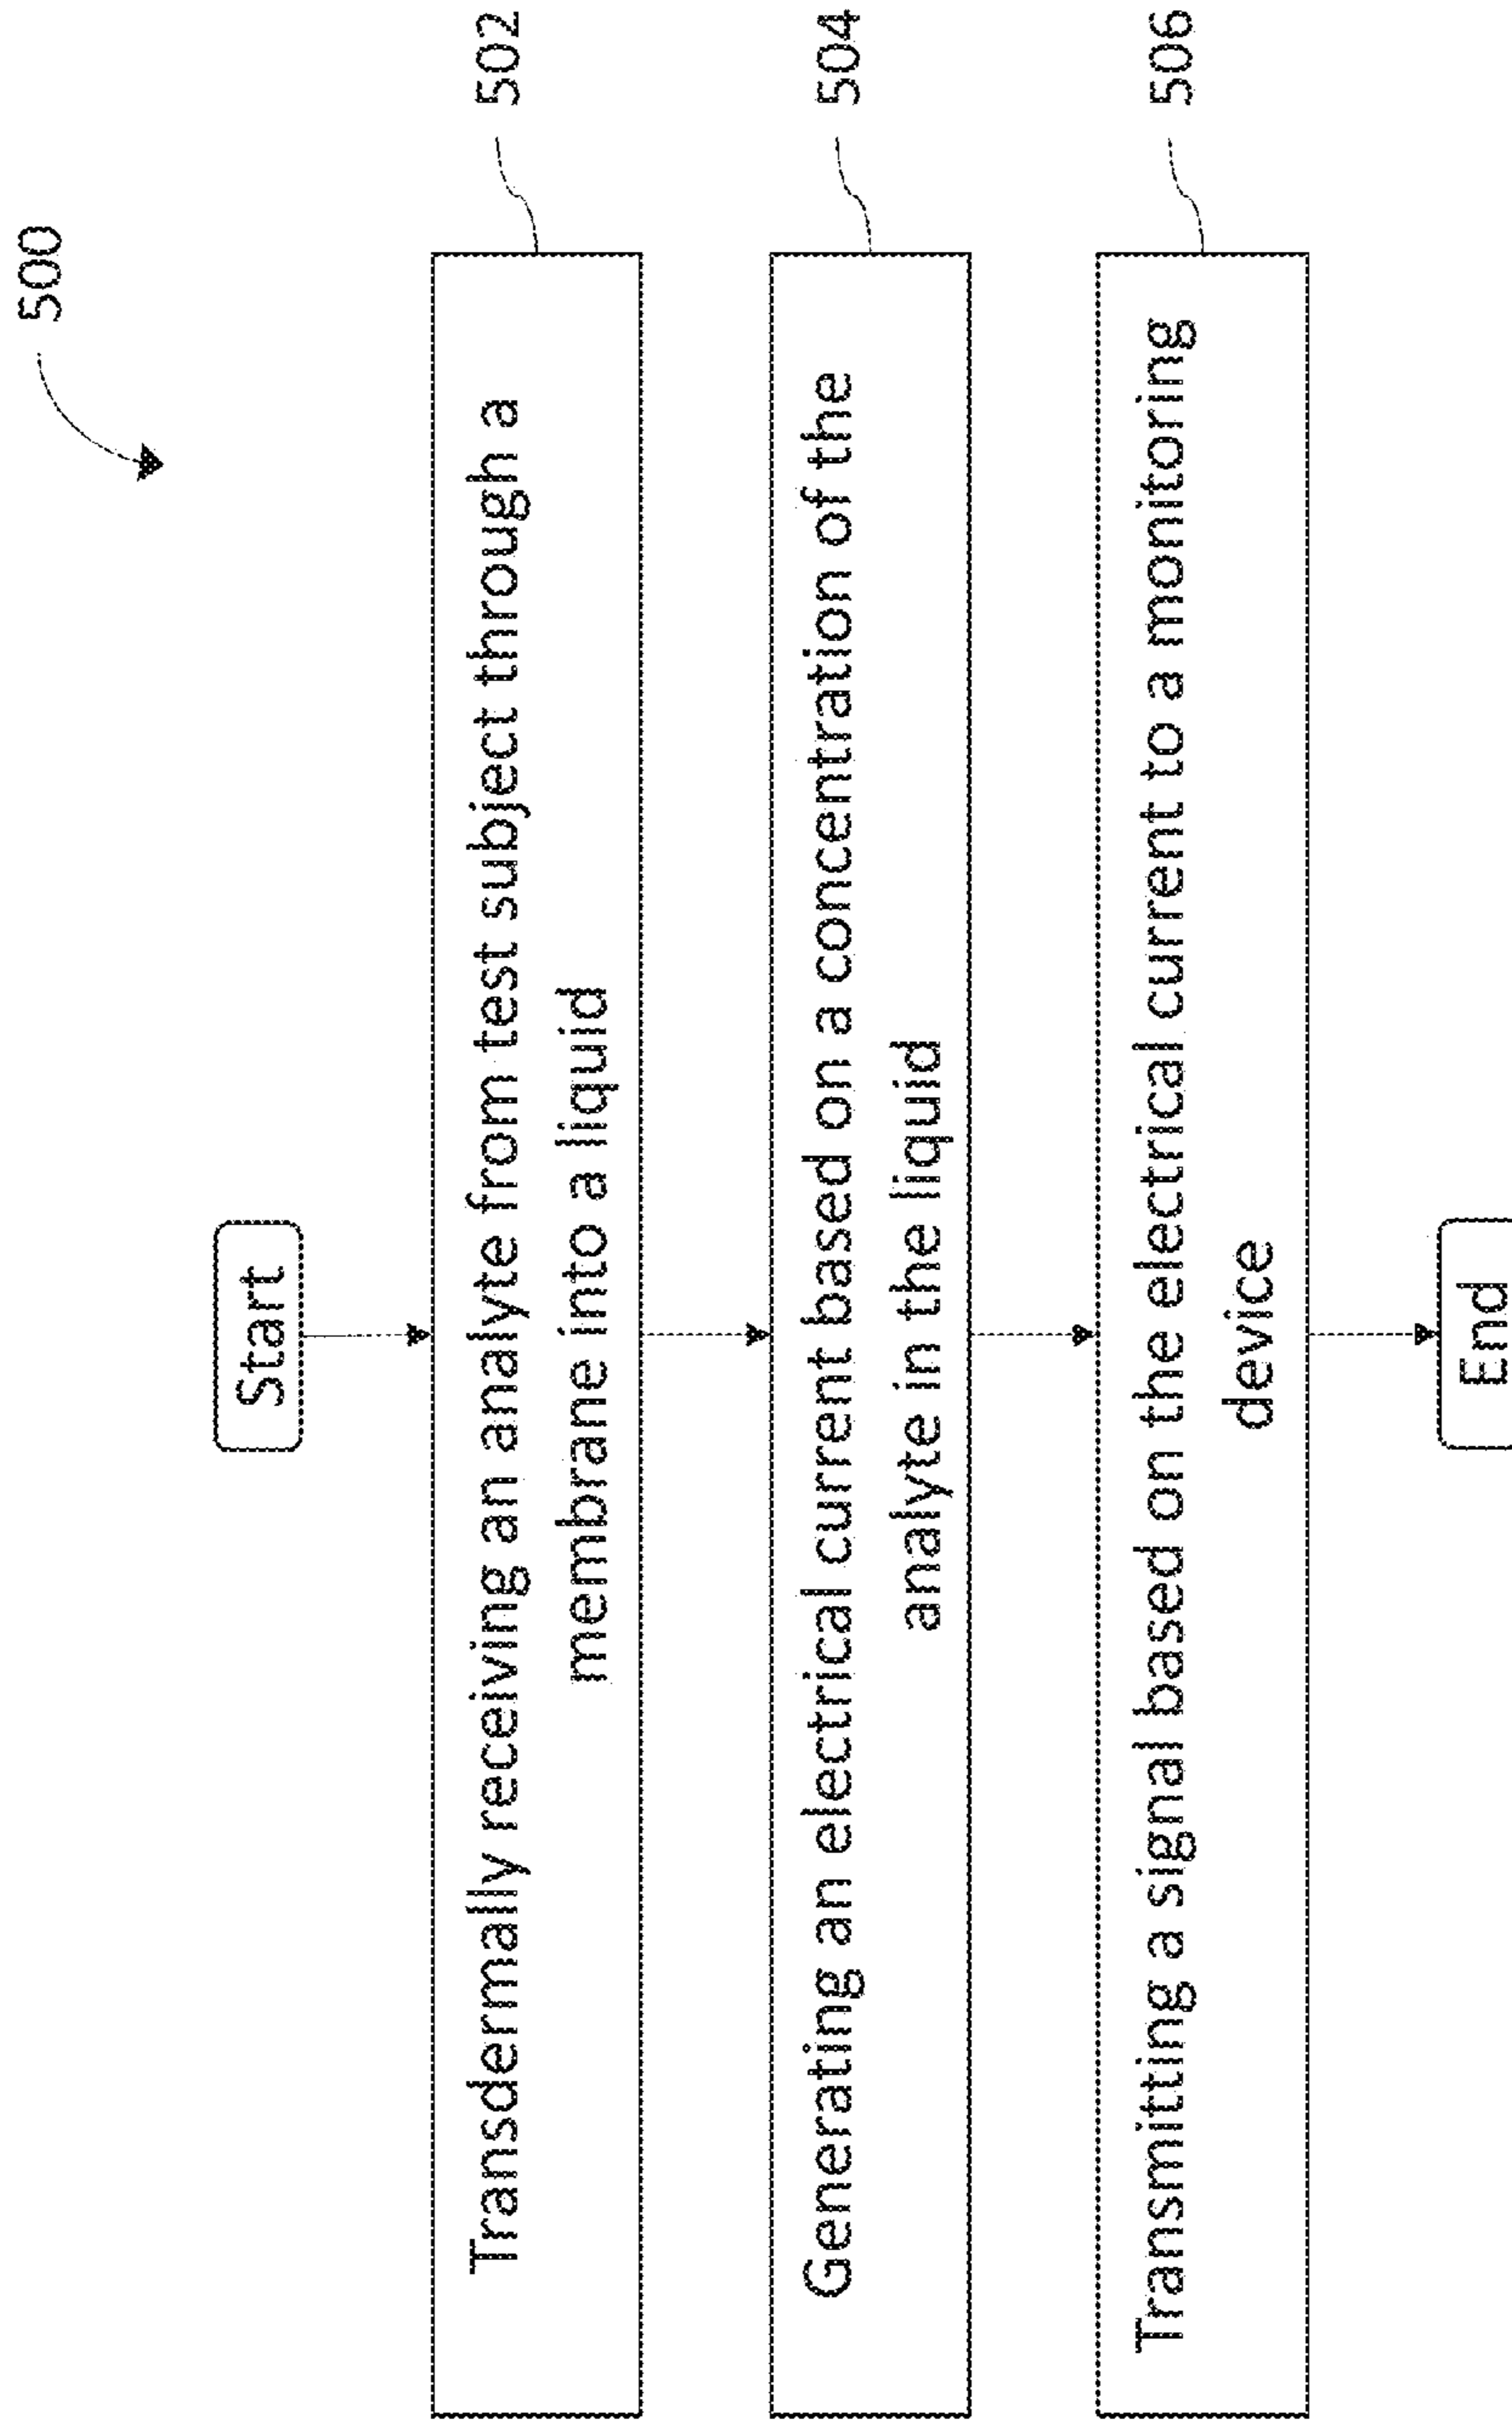 500
Start
Transdermally receiving an analyte from test subject through a
membrane into a liquid
502
Generating an electrical current based on a concentration of the
analyte in the liquid
504
Transmitting a signal based on the electrical current to a monitoring
device
506
End